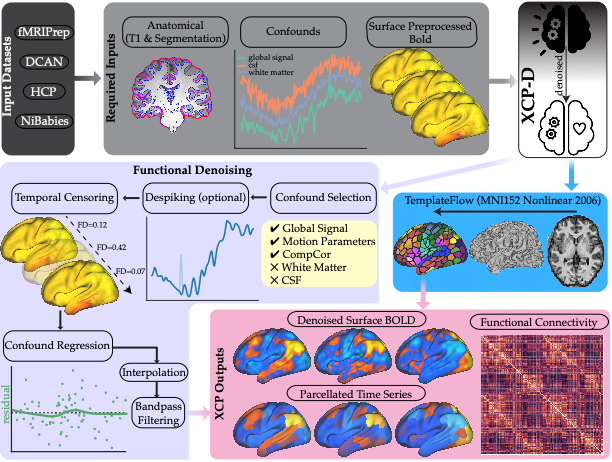 Input Datasets
fMRIPrep
DCAN
HCP
NiBabies
Required Inputs
Anatomical
(T1 & Segmentation)
Confounds
global signal
csf
white matter
Surface Preprocessed
Bold
XCP-D
denoised
Functional Denoising
Temporal Censoring
Despiking (optional)
Confound Selection
FD=0.12
FD=0.42
FD=0.07
✔ Global Signal
✔ Motion Parameters
✔ CompCor
✕ White Matter
✕ CSF
TemplateFlow (MNI152 Nonlinear 2006)
Confound Regression
Interpolation
Bandpass
Filtering
residual
XCP Outputs
Denoised Surface BOLD
Parcellated Time Series
Functional Connectivity